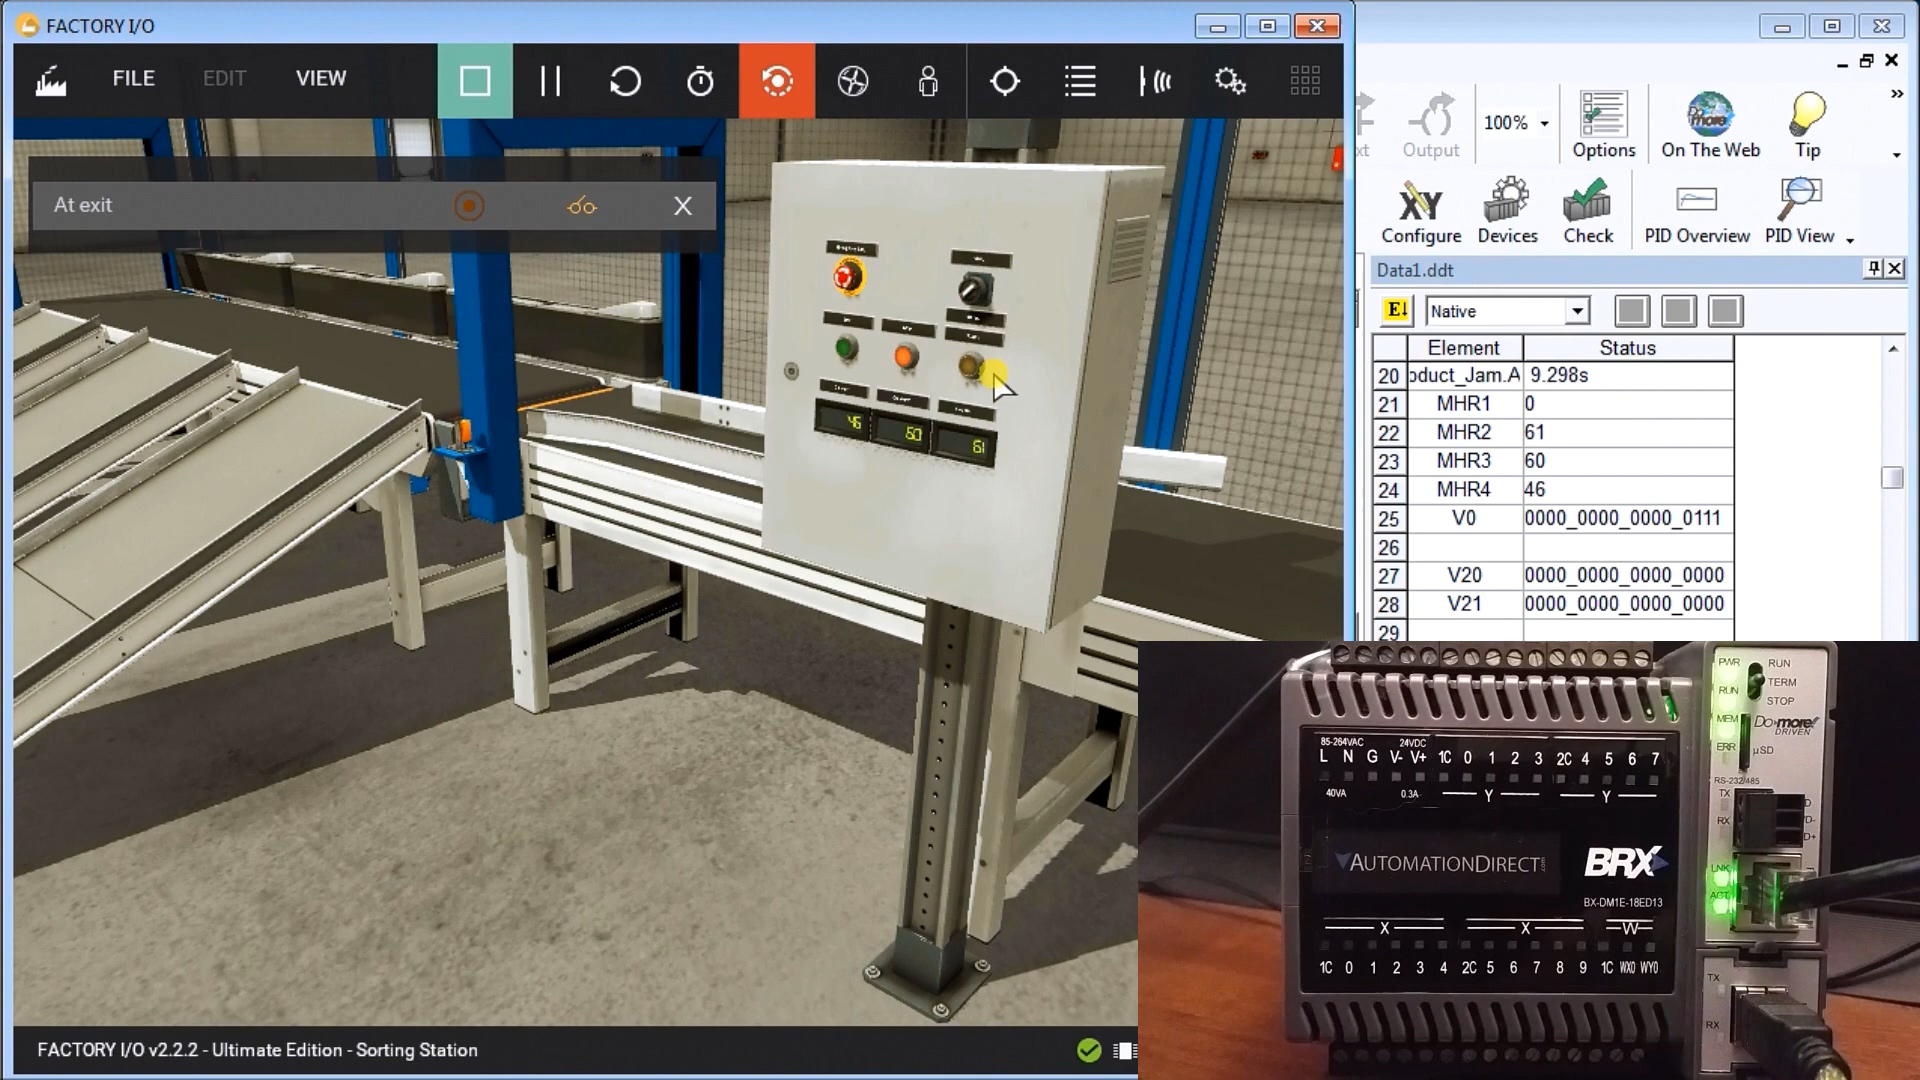 FACTORY I/O
FILE
EDIT
VIEW
At exit
46
60
61
FACTORY I/O v2.2.2 - Ultimate Edition - Sorting Station
Output
100%
Options
On The Web
Tip
Configure
Devices
Check
PID Overview
PID View
Data1.ddt
Native
Element Status
20 oduct_Jam.A 9.298s
21 MHR1 0
22 MHR2 61
23 MHR3 60
24 MHR4 46
25 V0 0000_0000_0000_0111
26
27 V20 0000_0000_0000_0000
28 V21 0000_0000_0000_0000
29
85-264VAC 24VDC
L N G V- V+ 1C 0 1 2 3 2C 4 5 6 7
40VA 0.3A Y Y
AUTOMATIONDIRECT
BRX
BX-DM1E-18ED13
X X W
1C 0 1 2 3 4 2C 5 6 7 8 9 1C WX0 WY0
PWR RUN
RUN TERM
STOP
MEM Do-more!
DRIVEN
ERR µSD
RS-232/485
TX
RX
LNK
ACT
TX
RX